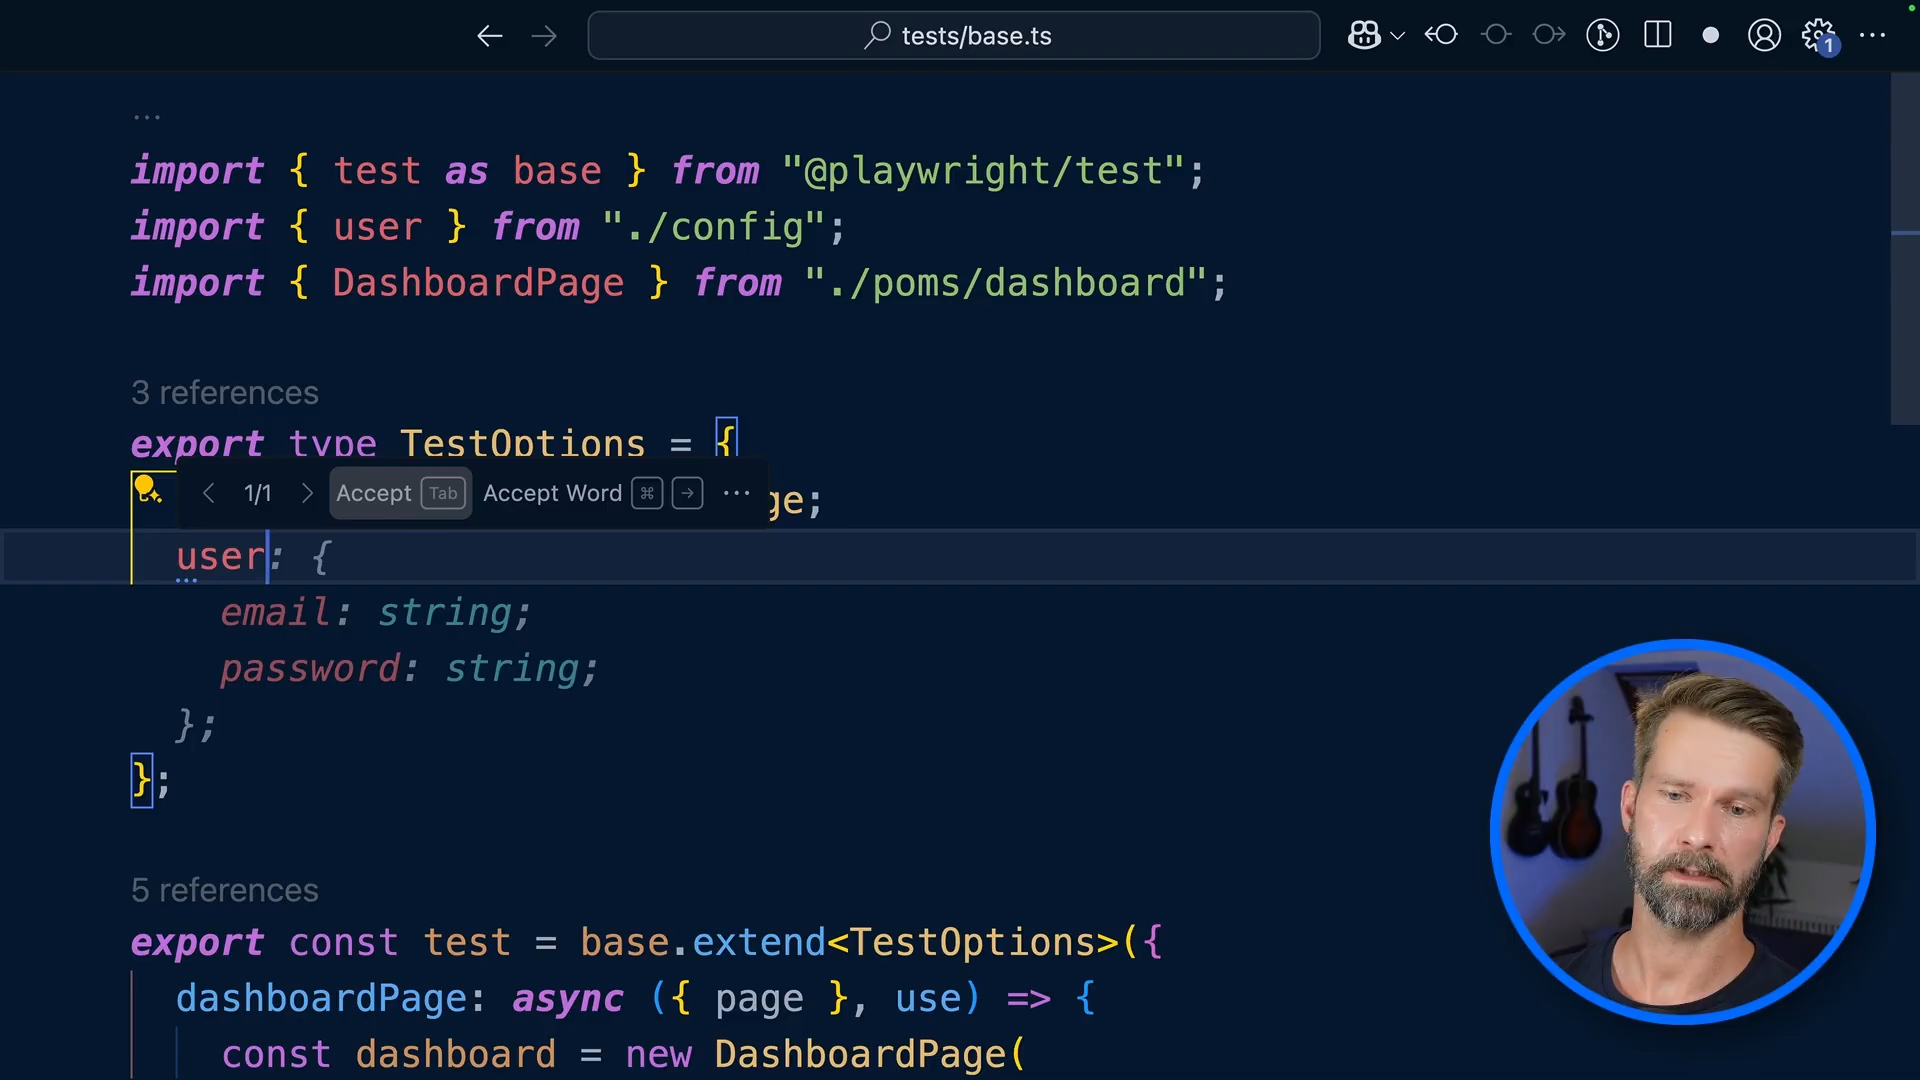 tests/base.ts
1
...
import { test as base } from "@playwright/test";
import { user } from "./config";
import { DashboardPage } from "./poms/dashboard";
3 references
export type TestOptions = {
1/1 Accept Tab Accept Word ⌘ → ... ge;
user: {
email: string;
password: string;
};
};
5 references
export const test = base.extend<TestOptions>({
dashboardPage: async ({ page }, use) => {
const dashboard = new DashboardPage(